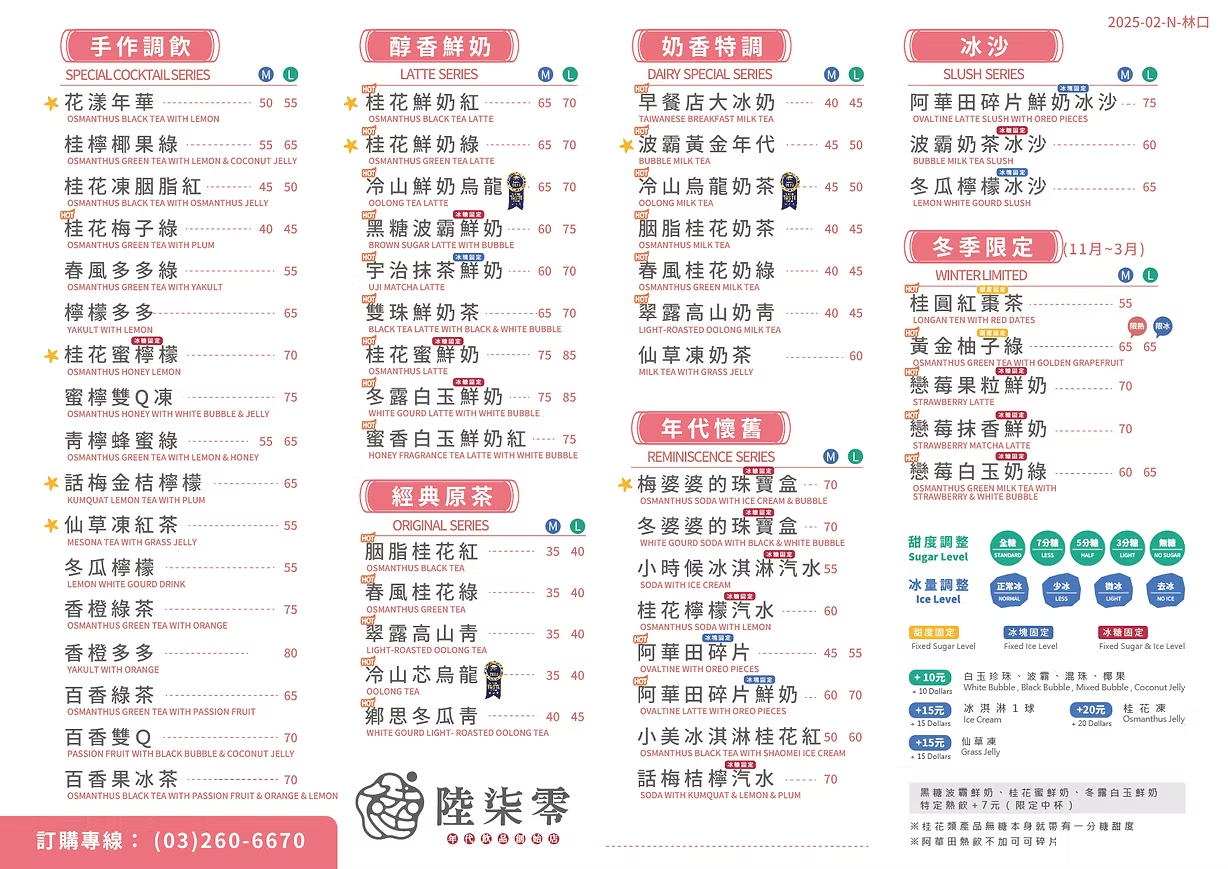 2025-02-N-林口
手作調飲
SPECIAL COCKTAIL SERIES M L
花漾年華 50 55
OSMANTHUS BLACK TEA WITH LEMON
桂檸椰果綠 55 65
OSMANTHUS GREEN TEA WITH LEMON & COCONUT JELLY
桂花凍胭脂紅 45 50
OSMANTHUS BLACK TEA WITH OSMANTHUS JELLY
HOT
桂花梅子綠 40 45
OSMANTHUS GREEN TEA WITH PLUM
春風多多綠 55
OSMANTHUS GREEN TEA WITH YAKULT
檸檬多多 65
YAKULT WITH LEMON
冰糖固定
桂花蜜檸檬 70
OSMANTHUS HONEY LEMON
蜜檸雙Q凍 75
OSMANTHUS HONEY WITH WHITE BUBBLE & JELLY
青檸蜂蜜綠 55 65
OSMANTHUS GREEN TEA WITH LEMON & HONEY
話梅金桔檸檬 65
KUMQUAT LEMON TEA WITH PLUM
仙草凍紅茶 55
MESONA TEA WITH GRASS JELLY
冬瓜檸檬 55
LEMON WHITE GOURD DRINK
香橙綠茶 75
OSMANTHUS GREEN TEA WITH ORANGE
香橙多多 80
YAKULT WITH ORANGE
百香綠茶 65
OSMANTHUS GREEN TEA WITH PASSION FRUIT
百香雙Q 70
PASSION FRUIT WITH BLACK BUBBLE & COCONUT JELLY
百香果冰茶 70
OSMANTHUS BLACK TEA WITH PASSION FRUIT & ORANGE & LEMON
訂購專線： (03)260-6670
醇香鮮奶
LATTE SERIES M L
HOT
桂花鮮奶紅 65 70
OSMANTHUS BLACK TEA LATTE
HOT
桂花鮮奶綠 65 70
OSMANTHUS GREEN TEA LATTE
HOT
冷山鮮奶烏龍 65 70
OOLONG TEA LATTE
HOT 冰糖固定
黑糖波霸鮮奶 60 75
BROWN SUGAR LATTE WITH BUBBLE
HOT 冰塊固定
宇治抹茶鮮奶 60 70
UJI MATCHA LATTE
HOT
雙珠鮮奶茶 65 70
BLACK TEA LATTE WITH BLACK & WHITE BUBBLE
HOT 冰糖固定
桂花蜜鮮奶 75 85
OSMANTHUS LATTE
HOT 冰糖固定
冬露白玉鮮奶 75 85
WHITE GOURD LATTE WITH WHITE BUBBLE
HOT
蜜香白玉鮮奶紅 75
HONEY FRAGRANCE TEA LATTE WITH WHITE BUBBLE
經典原茶
ORIGINAL SERIES M L
HOT
胭脂桂花紅 35 40
OSMANTHUS BLACK TEA
HOT
春風桂花綠 35 40
OSMANTHUS GREEN TEA
HOT
翠露高山青 35 40
LIGHT-ROASTED OOLONG TEA
HOT
冷山芯烏龍 35 40
OOLONG TEA
HOT
鄉思冬瓜青 40 45
WHITE GOURD LIGHT- ROASTED OOLONG TEA
陸柒零
年代飲品創始店
奶香特調
DAIRY SPECIAL SERIES M L
HOT
早餐店大冰奶 40 45
TAIWANESE BREAKFAST MILK TEA
HOT
波霸黃金年代 45 50
BUBBLE MILK TEA
HOT
冷山烏龍奶茶 45 50
OOLONG MILK TEA
HOT
胭脂桂花奶茶 40 45
OSMANTHUS MILK TEA
HOT
春風桂花奶綠 40 45
OSMANTHUS GREEN MILK TEA
HOT
翠露高山奶青 40 45
LIGHT-ROASTED OOLONG MILK TEA
仙草凍奶茶 60
MILK TEA WITH GRASS JELLY
年代懷舊
REMINISCENCE SERIES M L
冰糖固定
梅婆婆的珠寶盒 70
OSMANTHUS SODA WITH ICE CREAM & BUBBLE
冰糖固定
冬婆婆的珠寶盒 70
WHITE GOURD SODA WITH BLACK & WHITE BUBBLE
冰糖固定
小時候冰淇淋汽水 55
SODA WITH ICE CREAM
冰糖固定
桂花檸檬汽水 60
OSMANTHUS SODA WITH LEMON
HOT 冰塊固定
阿華田碎片 45 55
OVALTINE WITH OREO PIECES
HOT 冰塊固定
阿華田碎片鮮奶 60 70
OVALTINE LATTE WITH OREO PIECES
小美冰淇淋桂花紅 50 60
OSMANTHUS BLACK TEA WITH SHAOMEI ICE CREAM
冰糖固定
話梅桔檸汽水 70
SODA WITH KUMQUAT & LEMON & PLUM
冰沙
SLUSH SERIES M L
冰塊固定
阿華田碎片鮮奶冰沙 75
OVALTINE LATTE SLUSH WITH OREO PIECES
冰糖固定
波霸奶茶冰沙 60
BUBBLE MILK TEA SLUSH
冰塊固定
冬瓜檸檬冰沙 65
LEMON WHITE GOURD SLUSH
冬季限定 (11月~3月)
WINTER LIMITED M L
HOT 甜度固定
桂圓紅棗茶 55
LONGAN TEN WITH RED DATES
限熱 限冰
HOT 甜度固定
黃金柚子綠 65 65
OSMANTHUS GREEN TEA WITH GOLDEN GRAPEFRUIT
HOT 冰糖固定
戀莓果粒鮮奶 70
STRAWBERRY LATTE
HOT 冰糖固定
戀莓抹香鮮奶 70
STRAWBERRY MATCHA LATTE
HOT 冰糖固定
戀莓白玉奶綠 60 65
OSMANTHUS GREEN MILK TEA WITH
STRAWBERRY & WHITE BUBBLE
甜度調整 全糖 7分糖 5分糖 3分糖 無糖
Sugar Level STANDARD LESS HALF LIGHT NO SUGAR
冰量調整 正常冰 少冰 微冰 去冰
Ice Level NORMAL LESS LIGHT NO ICE
甜度固定 冰塊固定 冰糖固定
Fixed Sugar Level Fixed Ice Level Fixed Sugar & Ice Level
+10元 白玉珍珠、波霸、混珠、椰果
+ 10 Dollars White Bubble , Black Bubble , Mixed Bubble , Coconut Jelly
+15元 冰淇淋1球 +20元 桂花凍
+ 15 Dollars Ice Cream + 20 Dollars Osmanthus Jelly
+15元 仙草凍
+ 15 Dollars Grass Jelly
黑糖波霸鮮奶、桂花蜜鮮奶、冬露白玉鮮奶
特定熱飲+7元(限定中杯)
※桂花類產品無糖本身就帶有一分糖甜度
※阿華田熱飲不加可可碎片